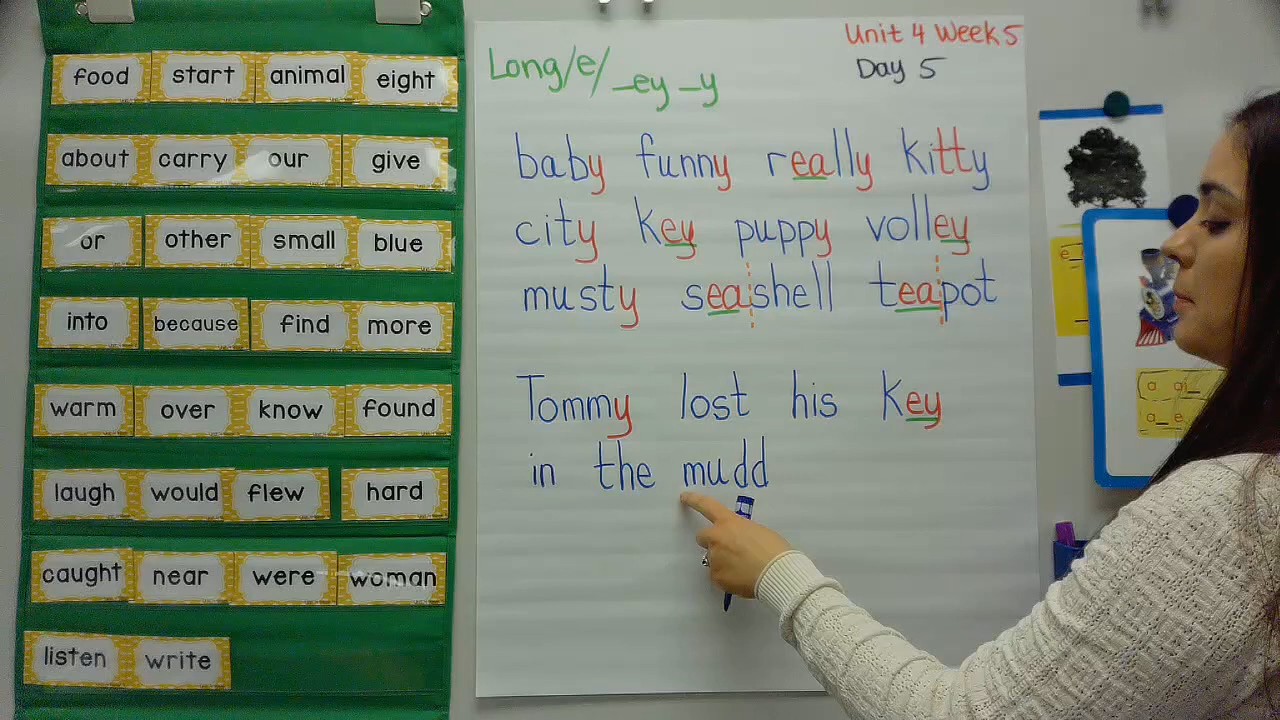 food start animal eight
about carry our give
or other small blue
into because find more
warm over know found
laugh would flew hard
caught near were woman
listen write
Unit 4 Week 5
Day 5
Long /e/ _ey _y
baby funny really kitty
city key puppy volley
musty seashell teapot
Tommy lost his key
in the mudd
e_
a ai_
a_e